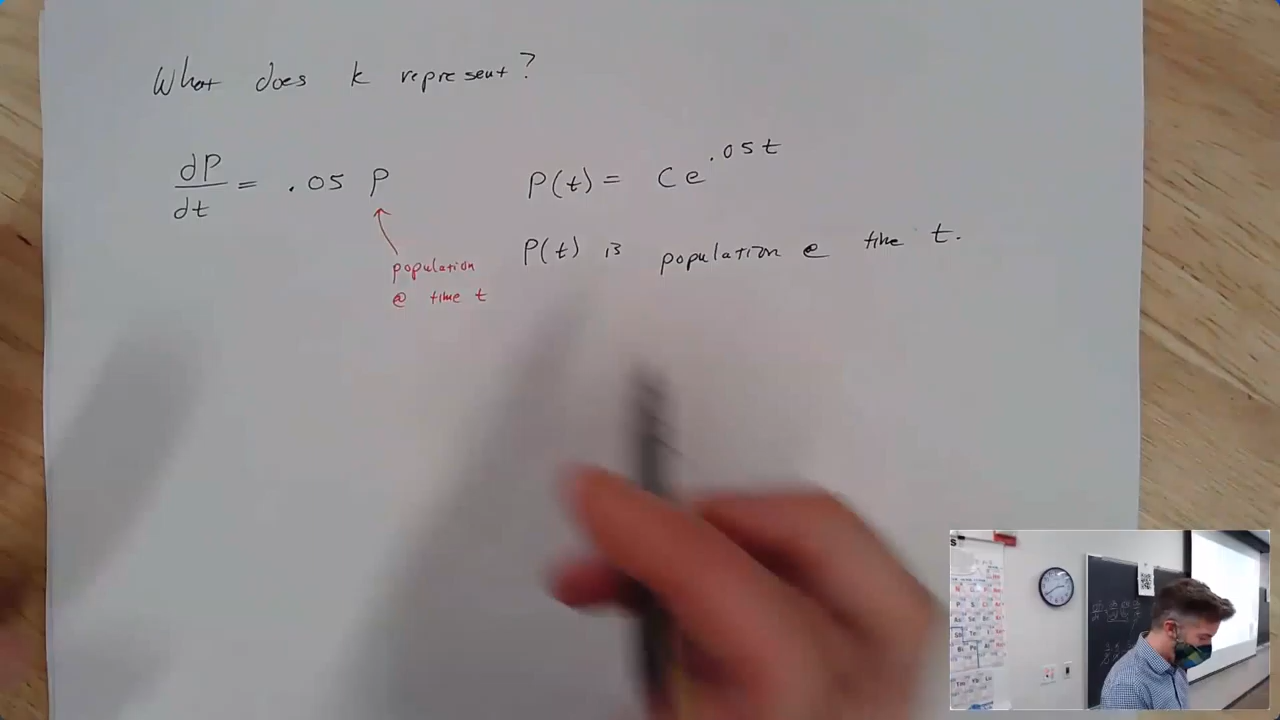 What does k represent?
dP/dt = .05 P
P(t) = Ce^.05t
population
@ time t
P(t) is population @ time t.